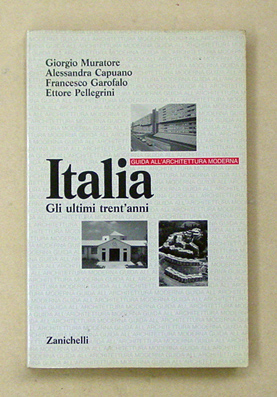 Giorgio Muratore
Alessandra Capuano
Francesco Garofalo
Ettore Pellegrini
GUIDA ALL'ARCHITETTURA MODERNA
Italia
Gli ultimi trent'anni
Zanichelli